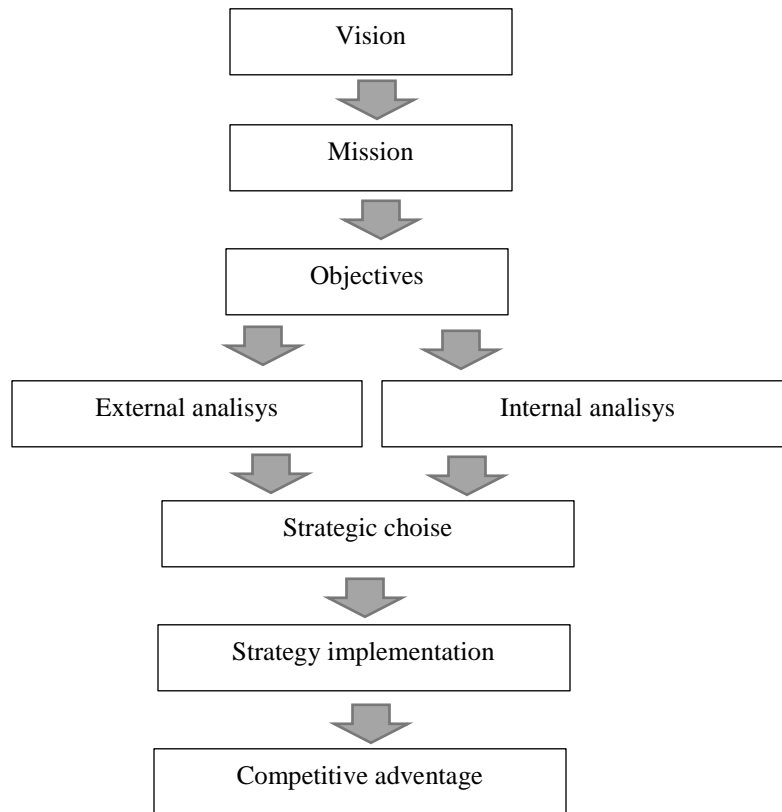 Vision
Mission
Objectives
External analisys
Internal analisys
Strategic choise
Strategy implementation
Competitive adventage